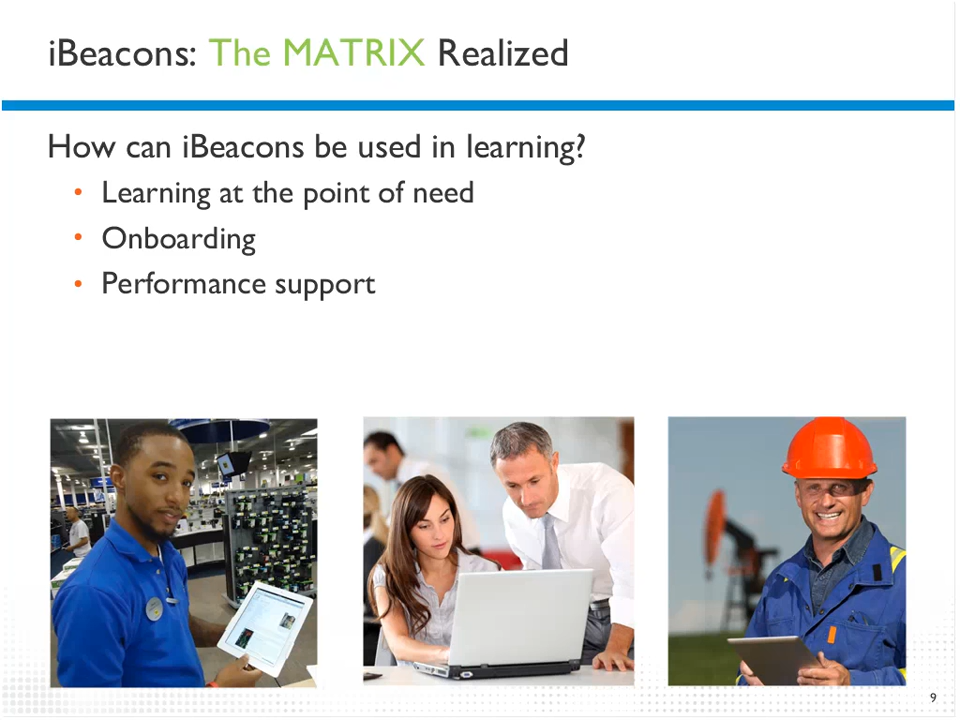 iBeacons: The MATRIX Realized
How can iBeacons be used in learning?
• Learning at the point of need
• Onboarding
• Performance support
9